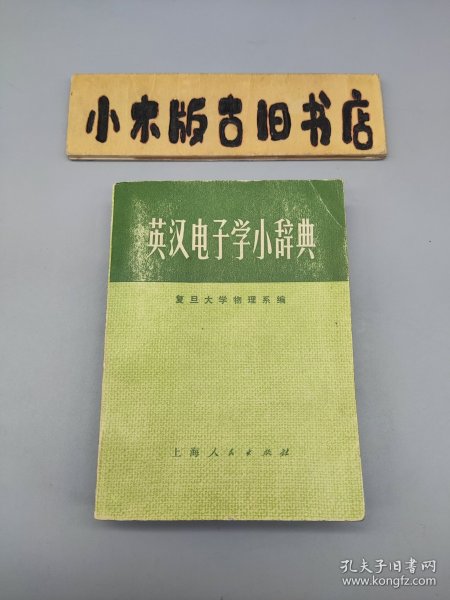 小宋版古旧书店
英汉电子学小辞典
复旦大学物理系编
上海人民出版社
孔夫子旧书网
www.kongfz.com